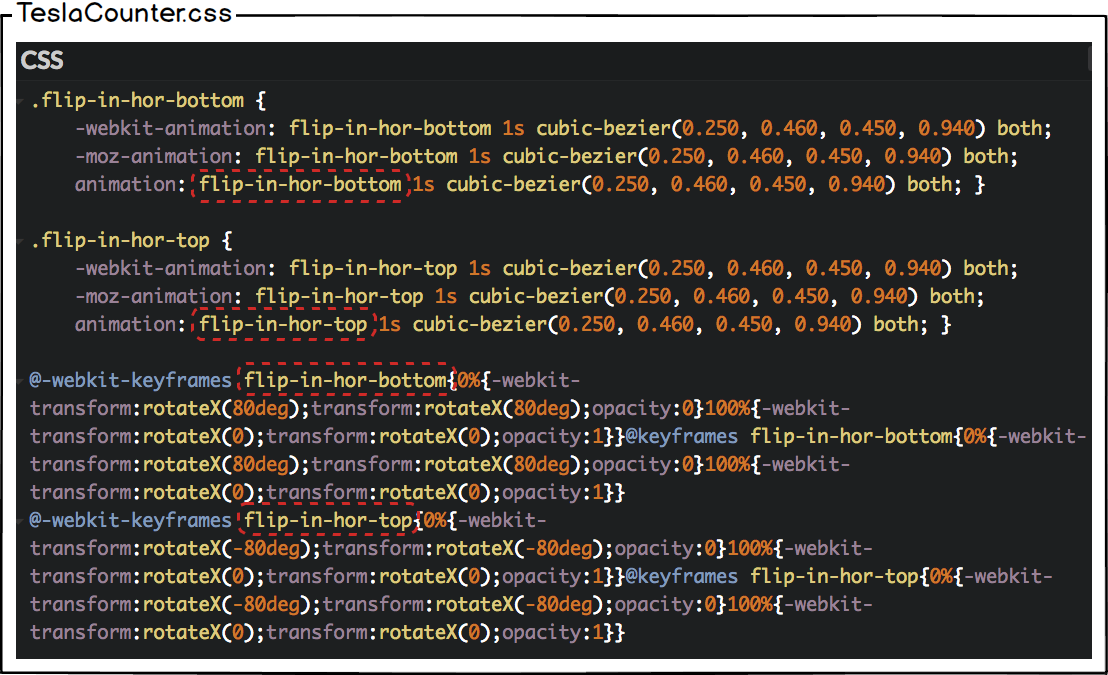 TeslaCounter.css
CSS
.flip-in-hor-bottom {
-webkit-animation: flip-in-hor-bottom 1s cubic-bezier(0.250, 0.460, 0.450, 0.940) both;
-moz-animation: flip-in-hor-bottom 1s cubic-bezier(0.250, 0.460, 0.450, 0.940) both;
animation: flip-in-hor-bottom 1s cubic-bezier(0.250, 0.460, 0.450, 0.940) both; }
.flip-in-hor-top {
-webkit-animation: flip-in-hor-top 1s cubic-bezier(0.250, 0.460, 0.450, 0.940) both;
-moz-animation: flip-in-hor-top 1s cubic-bezier(0.250, 0.460, 0.450, 0.940) both;
animation: flip-in-hor-top 1s cubic-bezier(0.250, 0.460, 0.450, 0.940) both; }
@-webkit-keyframes flip-in-hor-bottom{0%{-webkit-
transform:rotateX(80deg);transform:rotateX(80deg);opacity:0}100%{-webkit-
transform:rotateX(0);transform:rotateX(0);opacity:1}}@keyframes flip-in-hor-bottom{0%{-webkit-
transform:rotateX(80deg);transform:rotateX(80deg);opacity:0}100%{-webkit-
transform:rotateX(0);transform:rotateX(0);opacity:1}}
@-webkit-keyframes flip-in-hor-top{0%{-webkit-
transform:rotateX(-80deg);transform:rotateX(-80deg);opacity:0}100%{-webkit-
transform:rotateX(0);transform:rotateX(0);opacity:1}}@keyframes flip-in-hor-top{0%{-webkit-
transform:rotateX(-80deg);transform:rotateX(-80deg);opacity:0}100%{-webkit-
transform:rotateX(0);transform:rotateX(0);opacity:1}}